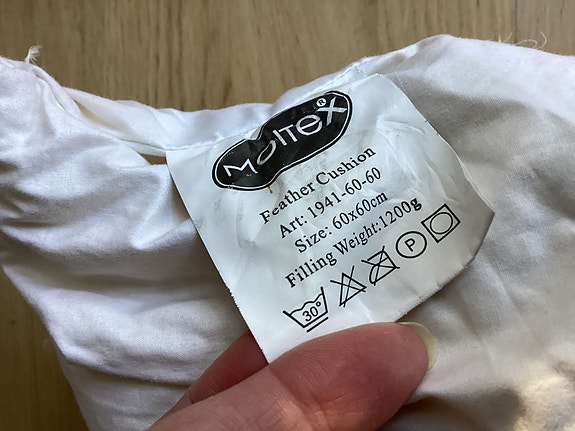 Moltex®
Feather Cushion
Art: 1941-60-60
Size: 60x60cm
Filling Weight:1200g
30° P